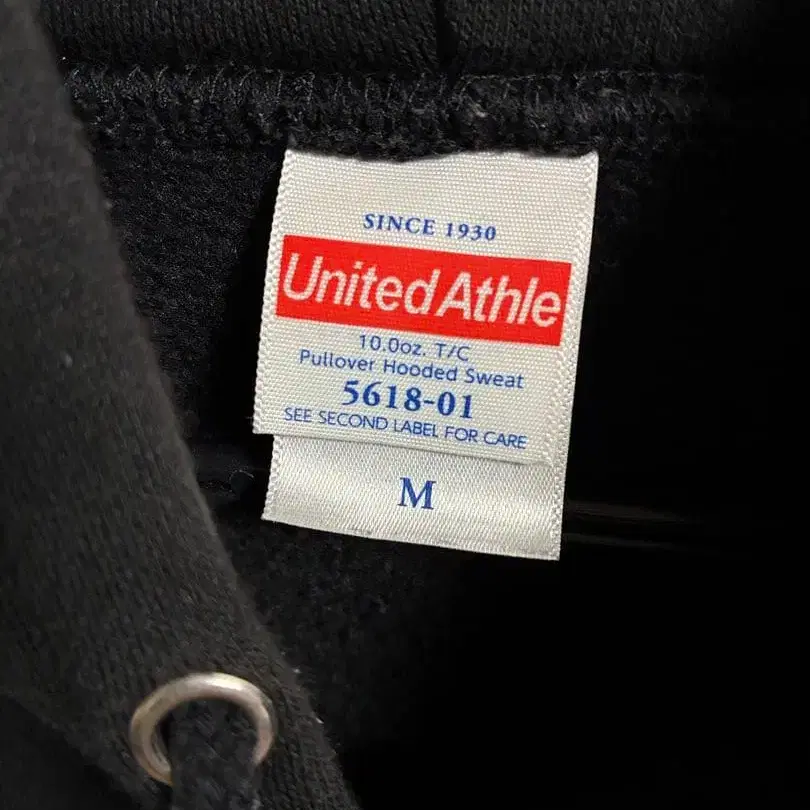 SINCE 1930
United Athle
10.0oz. T/C
Pullover Hooded Sweat
5618-01
SEE SECOND LABEL FOR CARE
M